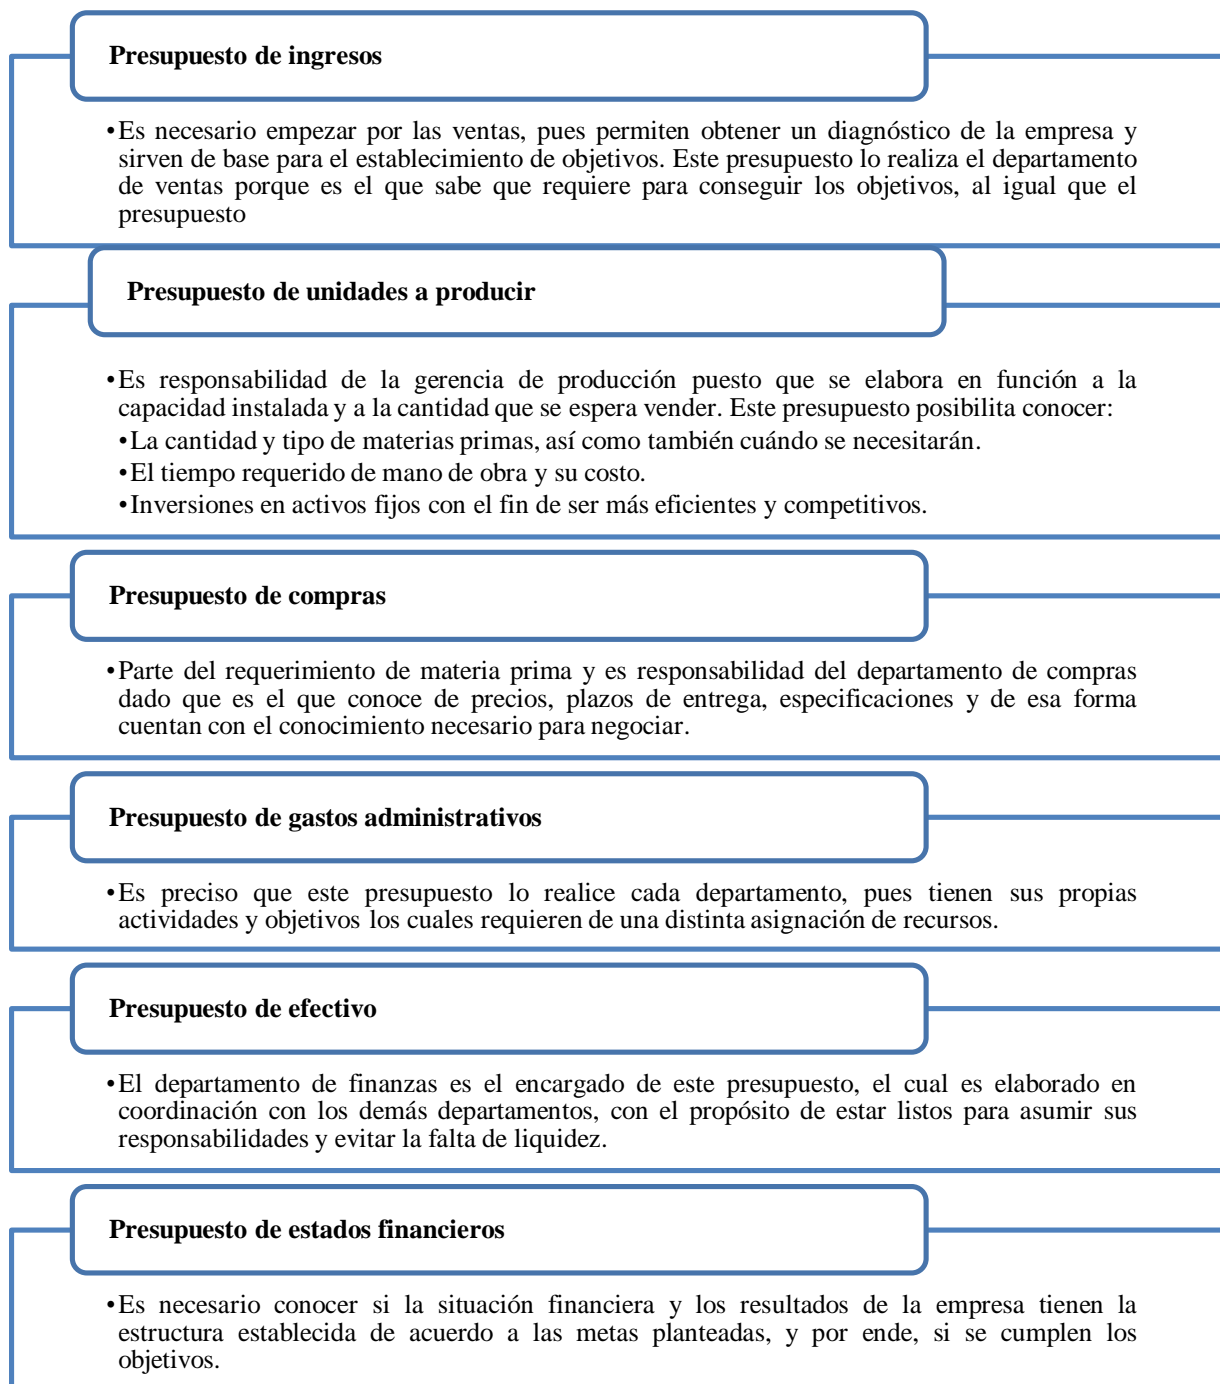 Presupuesto de ingresos
•Es necesario empezar por las ventas, pues permiten obtener un diagnóstico de la empresa y
sirven de base para el establecimiento de objetivos. Este presupuesto lo realiza el departamento
de ventas porque es el que sabe que requiere para conseguir los objetivos, al igual que el
presupuesto
Presupuesto de unidades a producir
•Es responsabilidad de la gerencia de producción puesto que se elabora en función a la
capacidad instalada y a la cantidad que se espera vender. Este presupuesto posibilita conocer:
•La cantidad y tipo de materias primas, así como también cuándo se necesitarán.
•El tiempo requerido de mano de obra y su costo.
•Inversiones en activos fijos con el fin de ser más eficientes y competitivos.
Presupuesto de compras
•Parte del requerimiento de materia prima y es responsabilidad del departamento de compras
dado que es el que conoce de precios, plazos de entrega, especificaciones y de esa forma
cuentan con el conocimiento necesario para negociar.
Presupuesto de gastos administrativos
•Es preciso que este presupuesto lo realice cada departamento, pues tienen sus propias
actividades y objetivos los cuales requieren de una distinta asignación de recursos.
Presupuesto de efectivo
•El departamento de finanzas es el encargado de este presupuesto, el cual es elaborado en
coordinación con los demás departamentos, con el propósito de estar listos para asumir sus
responsabilidades y evitar la falta de liquidez.
Presupuesto de estados financieros
•Es necesario conocer si la situación financiera y los resultados de la empresa tienen la
estructura establecida de acuerdo a las metas planteadas, y por ende, si se cumplen los
objetivos.